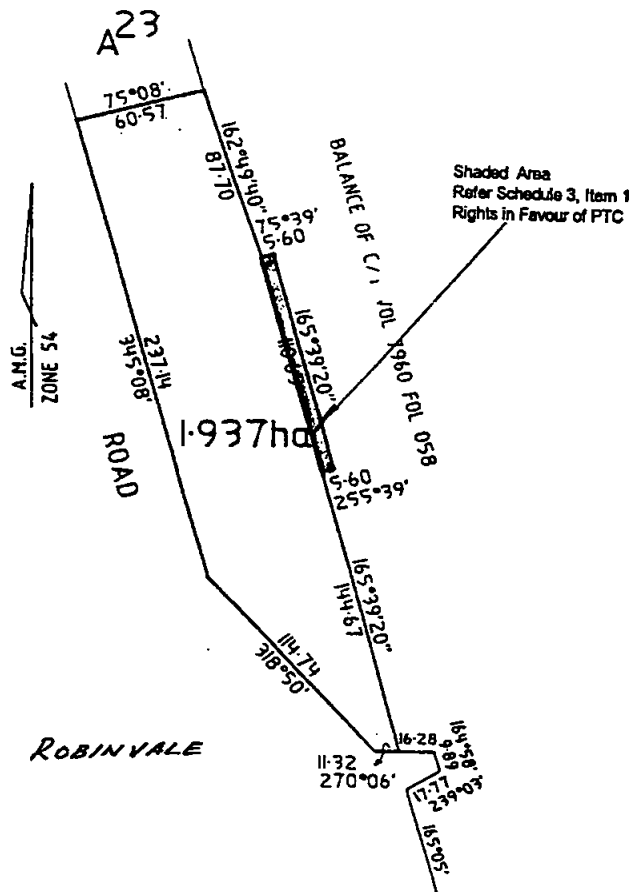 A23
75°08'
60·57
162°49'40"
87·70
75°39'
5·60
BALANCE OF C/T VOL 7960 FOL 058
Shaded Area
Refer Schedule 3, Item 1
Rights in Favour of PTC
165°39'20"
A.M.G.
ZONE 54
237·14
345°08'
1·937ha
ROAD
5·60
255°39'
165°39'20"
144·67
114·74
318°50'
ROBINVALE
16·28
11·32
270°06'
164°58'
9·89
17·77
239°03'
165°05'